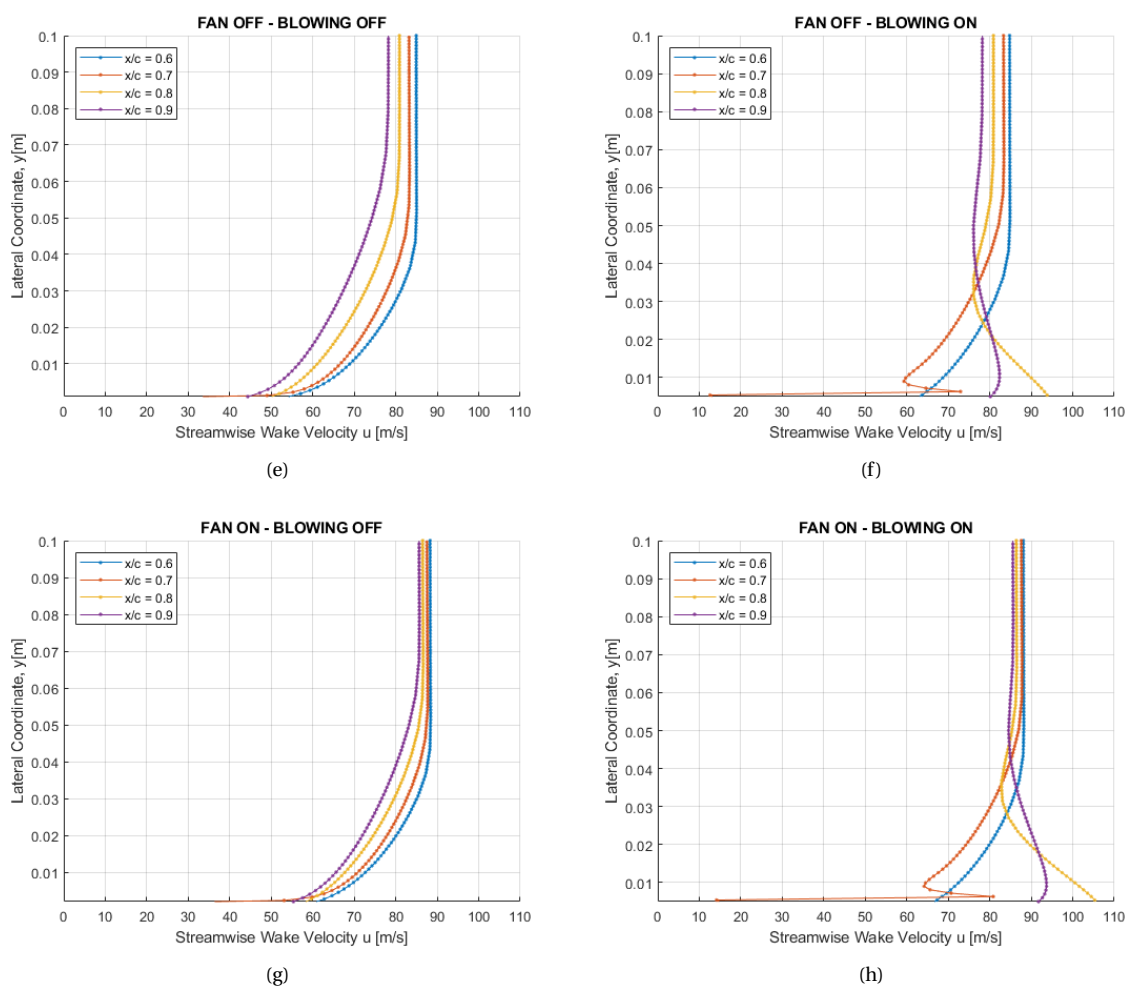 FAN OFF - BLOWING OFF
0.1
0.09
0.08
0.07
0.06
0.05
0.04
0.03
0.02
0.01
Lateral Coordinate, y[m]
x/c = 0.6
x/c = 0.7
x/c = 0.8
x/c = 0.9
0 10 20 30 40 50 60 70 80 90 100 110
Streamwise Wake Velocity u [m/s]
(e)
FAN OFF - BLOWING ON
0.1
0.09
0.08
0.07
0.06
0.05
0.04
0.03
0.02
0.01
Lateral Coordinate, y[m]
x/c = 0.6
x/c = 0.7
x/c = 0.8
x/c = 0.9
0 10 20 30 40 50 60 70 80 90 100 110
Streamwise Wake Velocity u [m/s]
(f)
FAN ON - BLOWING OFF
0.1
0.09
0.08
0.07
0.06
0.05
0.04
0.03
0.02
0.01
Lateral Coordinate, y[m]
x/c = 0.6
x/c = 0.7
x/c = 0.8
x/c = 0.9
0 10 20 30 40 50 60 70 80 90 100 110
Streamwise Wake Velocity u [m/s]
(g)
FAN ON - BLOWING ON
0.1
0.09
0.08
0.07
0.06
0.05
0.04
0.03
0.02
0.01
Lateral Coordinate, y[m]
x/c = 0.6
x/c = 0.7
x/c = 0.8
x/c = 0.9
0 10 20 30 40 50 60 70 80 90 100 110
Streamwise Wake Velocity u [m/s]
(h)